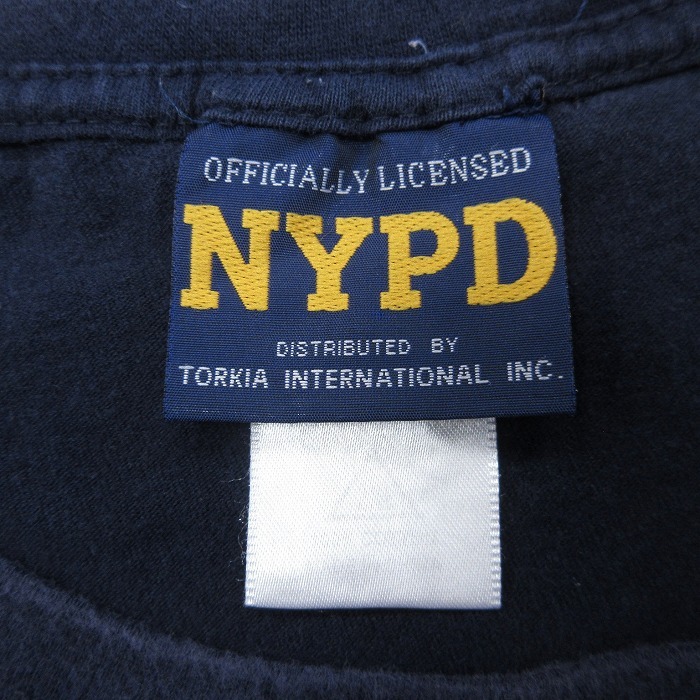 OFFICIALLY LICENSED
NYPD
DISTRIBUTED BY
TORKIA INTERNATIONAL INC.